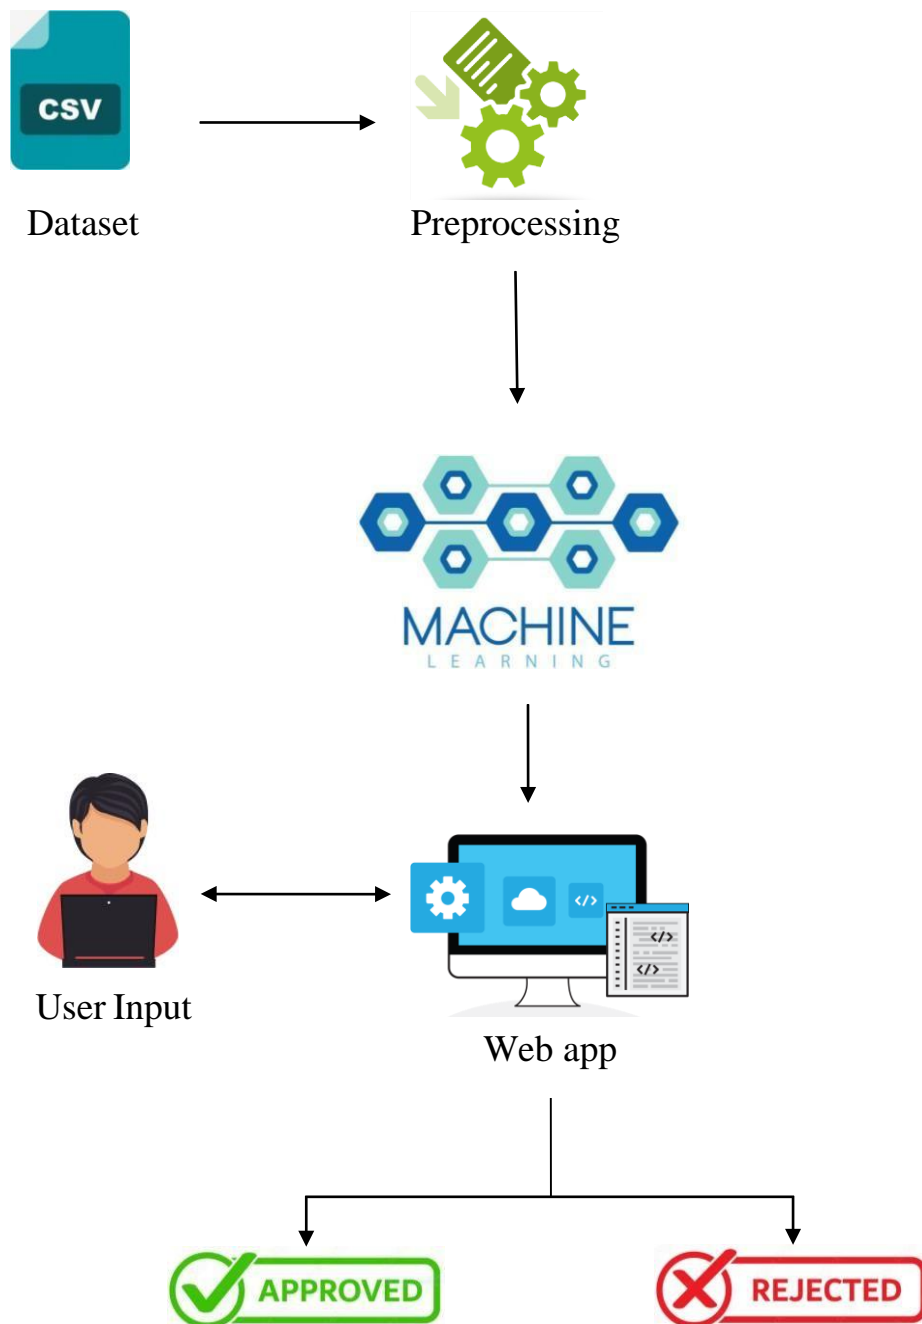 CSV
Dataset
Preprocessing
MACHINE
LEARNING
</>
</>
</>
User Input
Web app
APPROVED
REJECTED